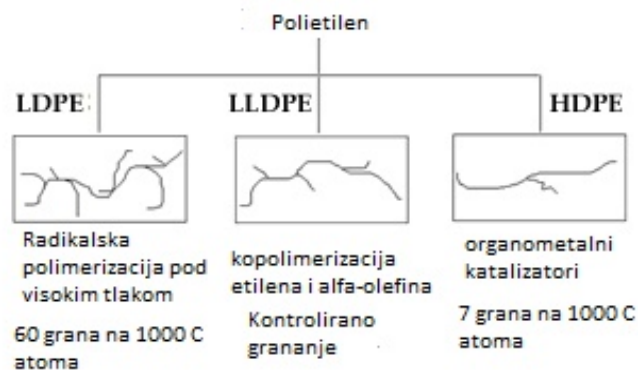 Polietilen
LDPE:
LLDPE
HDPE
Radikalska
polimerizacija pod
visokim tlakom
60 grana na 1000 C
atoma
kopolimerizacija
etilena i alfa-olefina
Kontrolirano
grananje
organometalni
katalizatori
7 grana na 1000 C
atoma